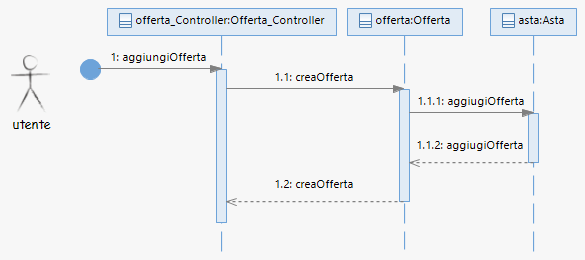 offerta_Controller:Offerta_Controller
offerta:Offerta
asta:Asta
1: aggiungiOfferta
1.1: creaOfferta
1.1.1: aggiugiOfferta
utente
1.1.2: aggiugiOfferta
1.2: creaOfferta